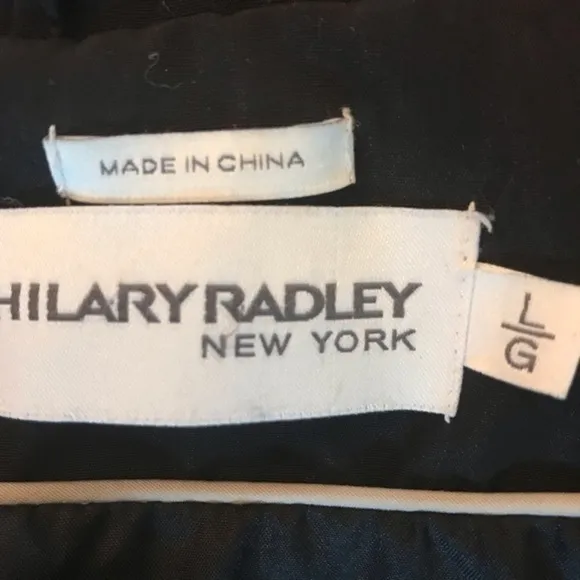 MADE IN CHINA
HILARY RADLEY
NEW YORK
L
G